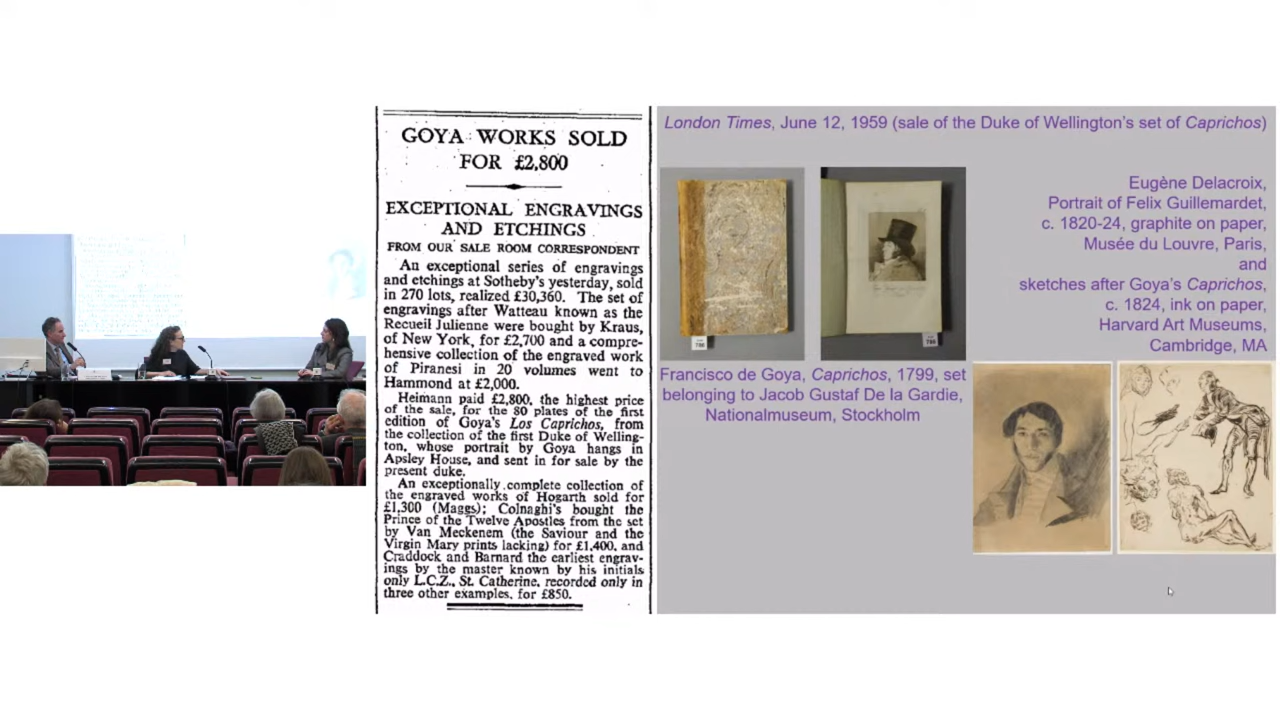 GOYA WORKS SOLD
FOR £2,800
EXCEPTIONAL ENGRAVINGS
AND ETCHINGS
FROM OUR SALE ROOM CORRESPONDENT
An exceptional series of engravings
and etchings at Sotheby's yesterday, sold
in 270 lots, realized £30,360. The set of
engravings after Watteau known as the
Recueil Julienne were bought by Kraus,
of New York, for £2,700 and a compre-
hensive collection of the engraved work
of Piranesi in 20 volumes went to
Hammond at £2,000.
Heimann paid £2,800, the highest price
of the sale, for the 80 plates of the first
edition of Goya's Los Caprichos, from
the collection of the first Duke of Welling-
ton, whose portrait by Goya hangs in
Apsley House, and sent in for sale by the
present duke.
An exceptionally complete collection of
the engraved works of Hogarth sold for
£1,300 (Maggs); Colnaghi's bought the
Prince of the Twelve Apostles from the set
by Van Meckenem (the Saviour and the
Virgin Mary prints lacking) for £1,400, and
Craddock and Barnard the earliest engrav-
ings by the master known by his initials
only L.C.Z., St. Catherine, recorded only in
three other examples, for £850.
London Times, June 12, 1959 (sale of the Duke of Wellington's set of Caprichos)
Eugène Delacroix,
Portrait of Felix Guillemardet,
c. 1820-24, graphite on paper,
Musée du Louvre, Paris,
and
sketches after Goya's Caprichos,
c. 1824, ink on paper,
Harvard Art Museums,
Cambridge, MA
796
Francisco de Goya, Caprichos, 1799, set
belonging to Jacob Gustaf De la Gardie,
Nationalmuseum, Stockholm